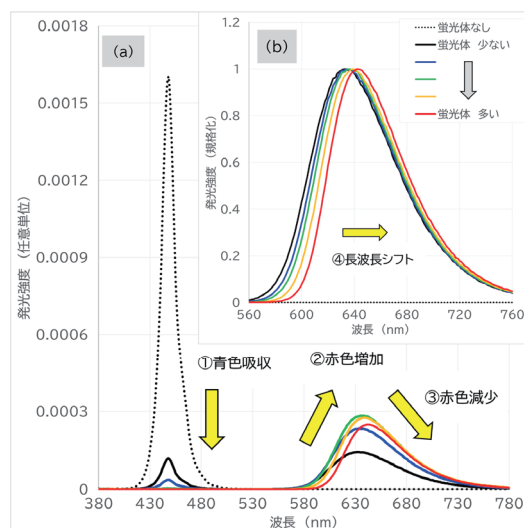 0.0018
0.0015
0.0012
0.0009
0.0006
0.0003
0
発光強度 (任意単位)
(a)
380 430 480 530 580 630 680 730 780
波長 (nm)
①青色吸収
②赤色増加
③赤色減少
(b)
1.2
1
0.8
0.6
0.4
0.2
0
発光強度 (規格化)
560 600 640 680 720 760
波長 (nm)
④長波長シフト
蛍光体なし
蛍光体 少ない
蛍光体 多い